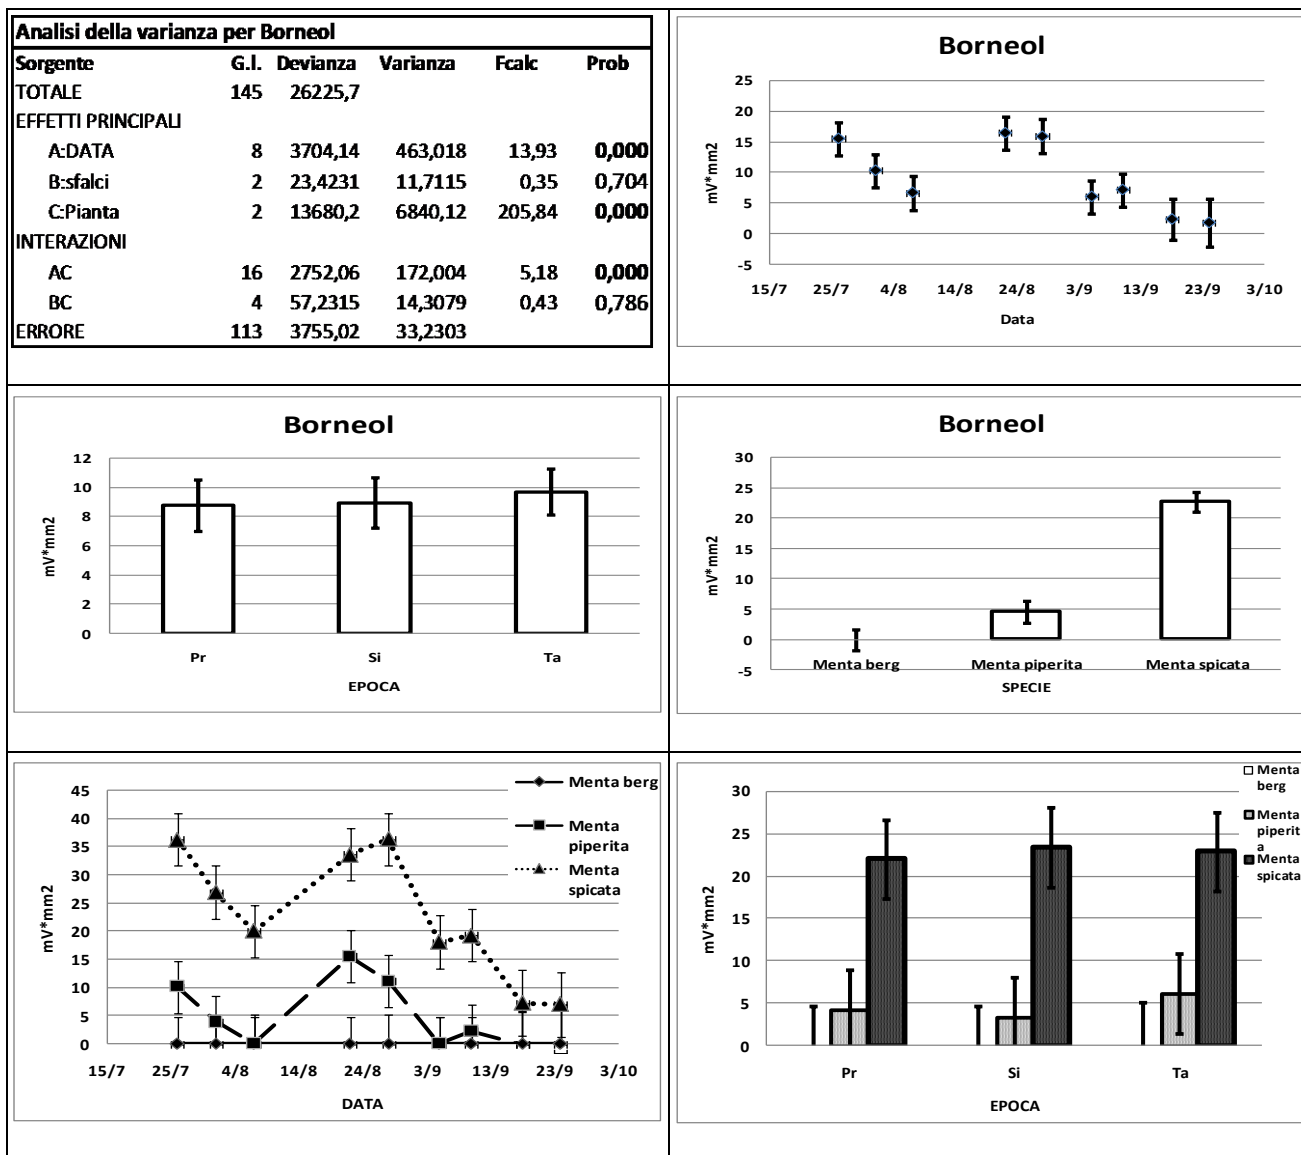 Analisi della varianza per Borneol
Sorgente G.l. Devianza Varianza Fcalc Prob
TOTALE 145 26225,7
EFFETTI PRINCIPALI
A:DATA 8 3704,14 463,018 13,93 0,000
B:sfalci 2 23,4231 11,7115 0,35 0,704
C:Pianta 2 13680,2 6840,12 205,84 0,000
INTERAZIONI
AC 16 2752,06 172,004 5,18 0,000
BC 4 57,2315 14,3079 0,43 0,786
ERRORE 113 3755,02 33,2303
Borneol
25
20
15
10
5
0
-5
mV*mm2
15/7 25/7 4/8 14/8 24/8 3/9 13/9 23/9 3/10
Data
Borneol
12
10
8
6
4
2
0
mV*mm2
Pr Si Ta
EPOCA
Borneol
30
25
20
15
10
5
0
-5
mV*mm2
Menta berg Menta piperita Menta spicata
SPECIE
45
40
35
30
25
20
15
10
5
0
mV*mm2
15/7 25/7 4/8 14/8 24/8 3/9 13/9 23/9 3/10
DATA
Menta berg
Menta
piperita
Menta
spicata
30
25
20
15
10
5
0
mV*mm2
Pr Si Ta
EPOCA
Menta
berg
Menta
piperit
a
Menta
spicata